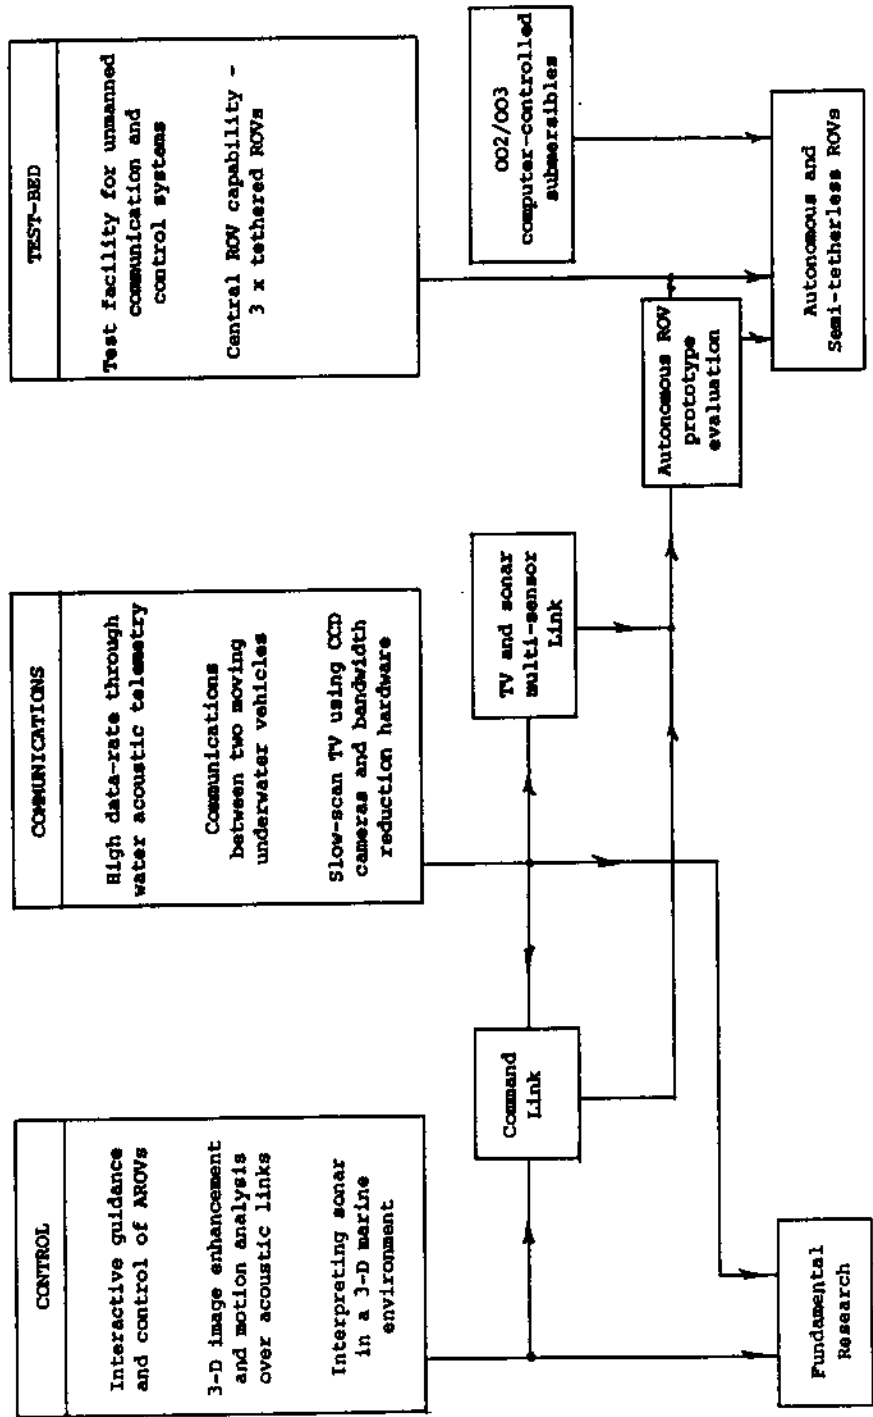 CONTROL
Interactive guidance
and control of AROVs
3-D image enhancement
and motion analysis
over acoustic links
Interpreting sonar
in a 3-D marine
environment
COMMUNICATIONS
High data-rate through
water acoustic telemetry
Communications
between two moving
underwater vehicles
Slow-scan TV using CCD
cameras and bandwidth
reduction hardware
TEST-BED
Test facility for unmanned
communication and
control systems
Central ROV capability -
3 x tethered ROVs
Command
Link
TV and sonar
multi-sensor
Link
002/003
computer-controlled
submersibles
Autonomous ROV
prototype
evaluation
Fundamental
Research
Autonomous and
Semi-tetherless ROVs